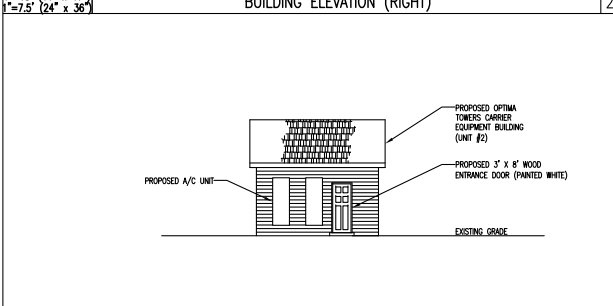 1"=7.5' (24" x 36")
BUILDING ELEVATION (RIGHT)
2
PROPOSED OPTIMA
TOWERS CARRIER
EQUIPMENT BUILDING
(UNIT #2)
PROPOSED A/C UNIT
PROPOSED 3' X 8' WOOD
ENTRANCE DOOR (PAINTED WHITE)
EXISTING GRADE